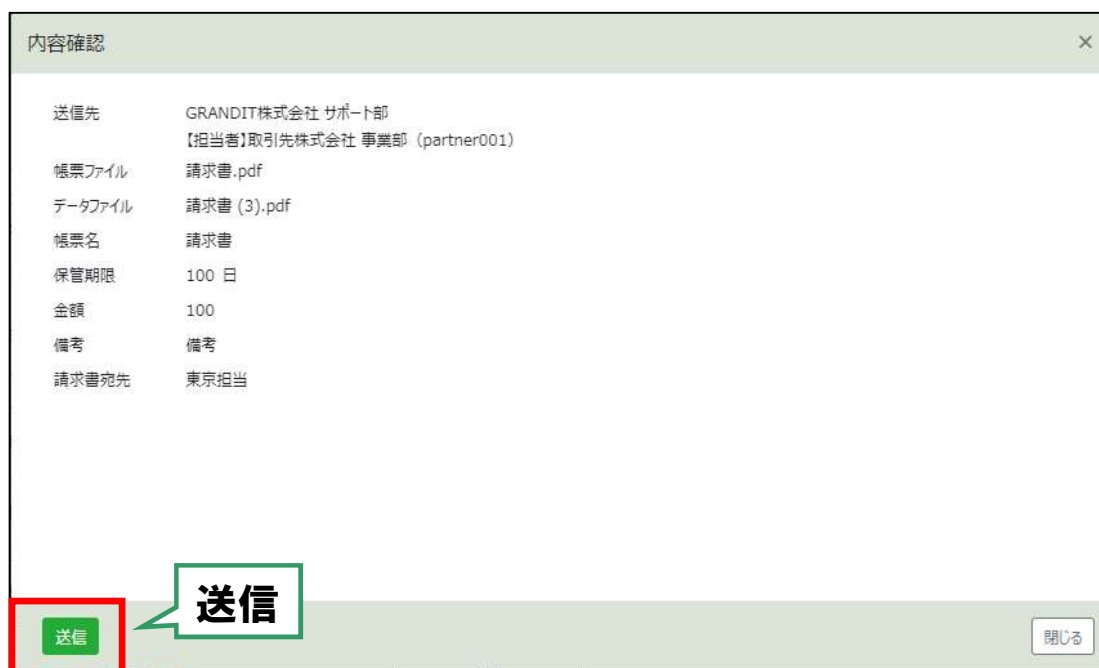 内容確認
×
送信先 GRANDIT株式会社 サポート部
【担当者】取引先株式会社 事業部（partner001）
帳票ファイル 請求書.pdf
データファイル 請求書 (3).pdf
帳票名 請求書
保管期限 100 日
金額 100
備考 備考
請求書宛先 東京担当
送信
送信
閉じる